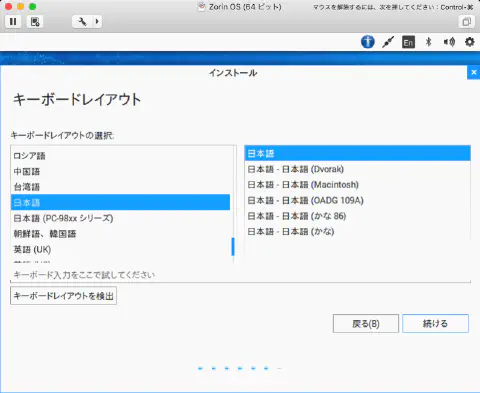 Zorin OS (64 ビット)
マウスを解除するには、次を押してください: Control-⌘
En
インストール
キーボードレイアウト
キーボードレイアウトの選択:
ロシア語
中国語
台湾語
日本語
日本語 (PC-98xx シリーズ)
朝鮮語、韓国語
英語 (UK)
日本語
日本語 - 日本語 (Dvorak)
日本語 - 日本語 (Macintosh)
日本語 - 日本語 (OADG 109A)
日本語 - 日本語 (かな 86)
日本語 - 日本語 (かな)
キーボード入力をここで試してください
キーボードレイアウトを検出
戻る(B)
続ける